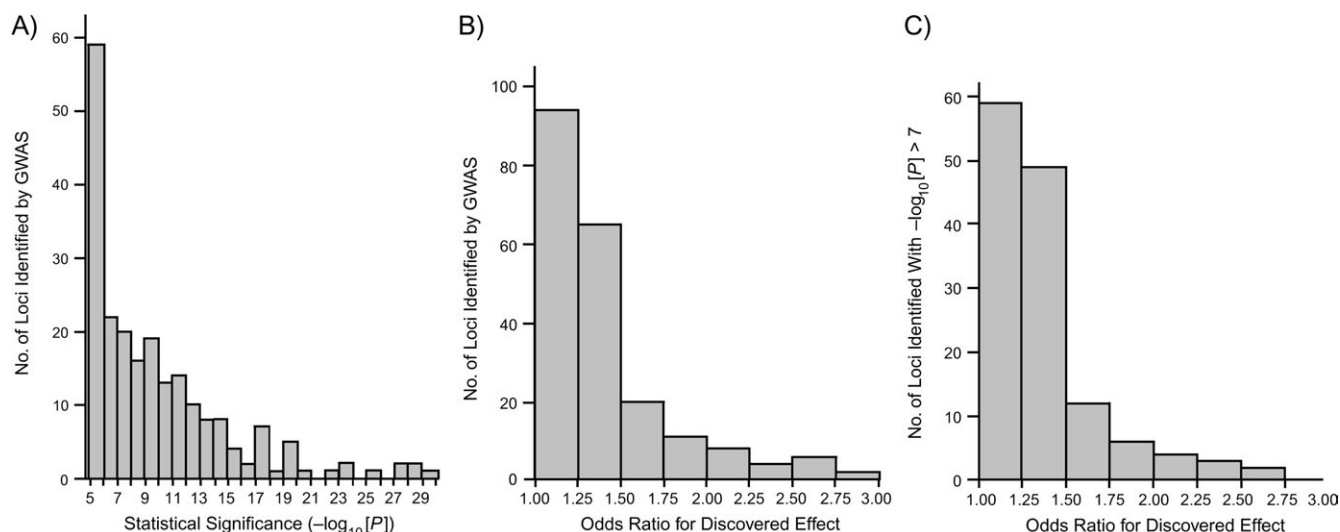 A)
No. of Loci Identified by GWAS
60
50
40
30
20
10
0
5 7 9 11 13 15 17 19 21 23 25 27 29
Statistical Significance (–log₁₀[P])
B)
No. of Loci Identified by GWAS
100
80
60
40
20
0
1.00 1.25 1.50 1.75 2.00 2.25 2.50 2.75 3.00
Odds Ratio for Discovered Effect
C)
No. of Loci Identified With –log₁₀[P] > 7
60
50
40
30
20
10
0
1.00 1.25 1.50 1.75 2.00 2.25 2.50 2.75 3.00
Odds Ratio for Discovered Effect